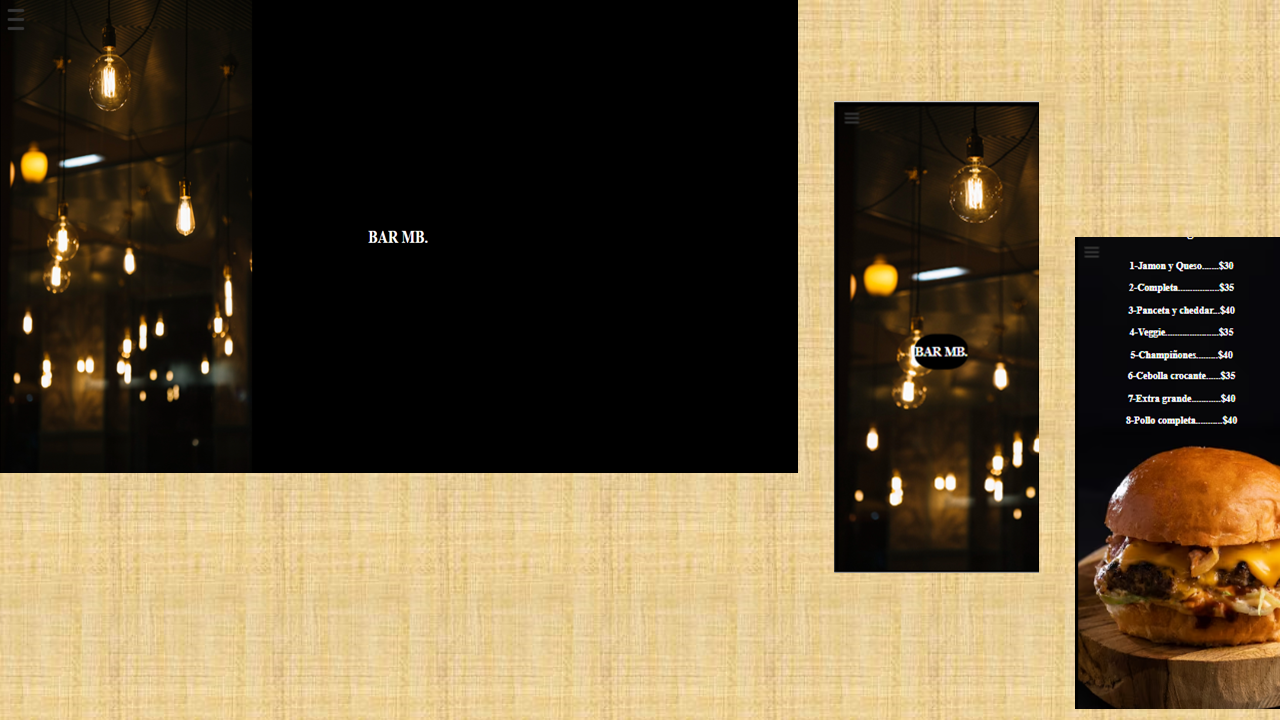 BAR MB.
BAR MB.
1-Jamon y Queso.......$30
2-Completa.................$35
3-Panceta y cheddar...$40
4-Veggie......................$35
5-Champiñones.........$40
6-Cebolla crocante......$35
7-Extra grande............$40
8-Pollo completa...........$40